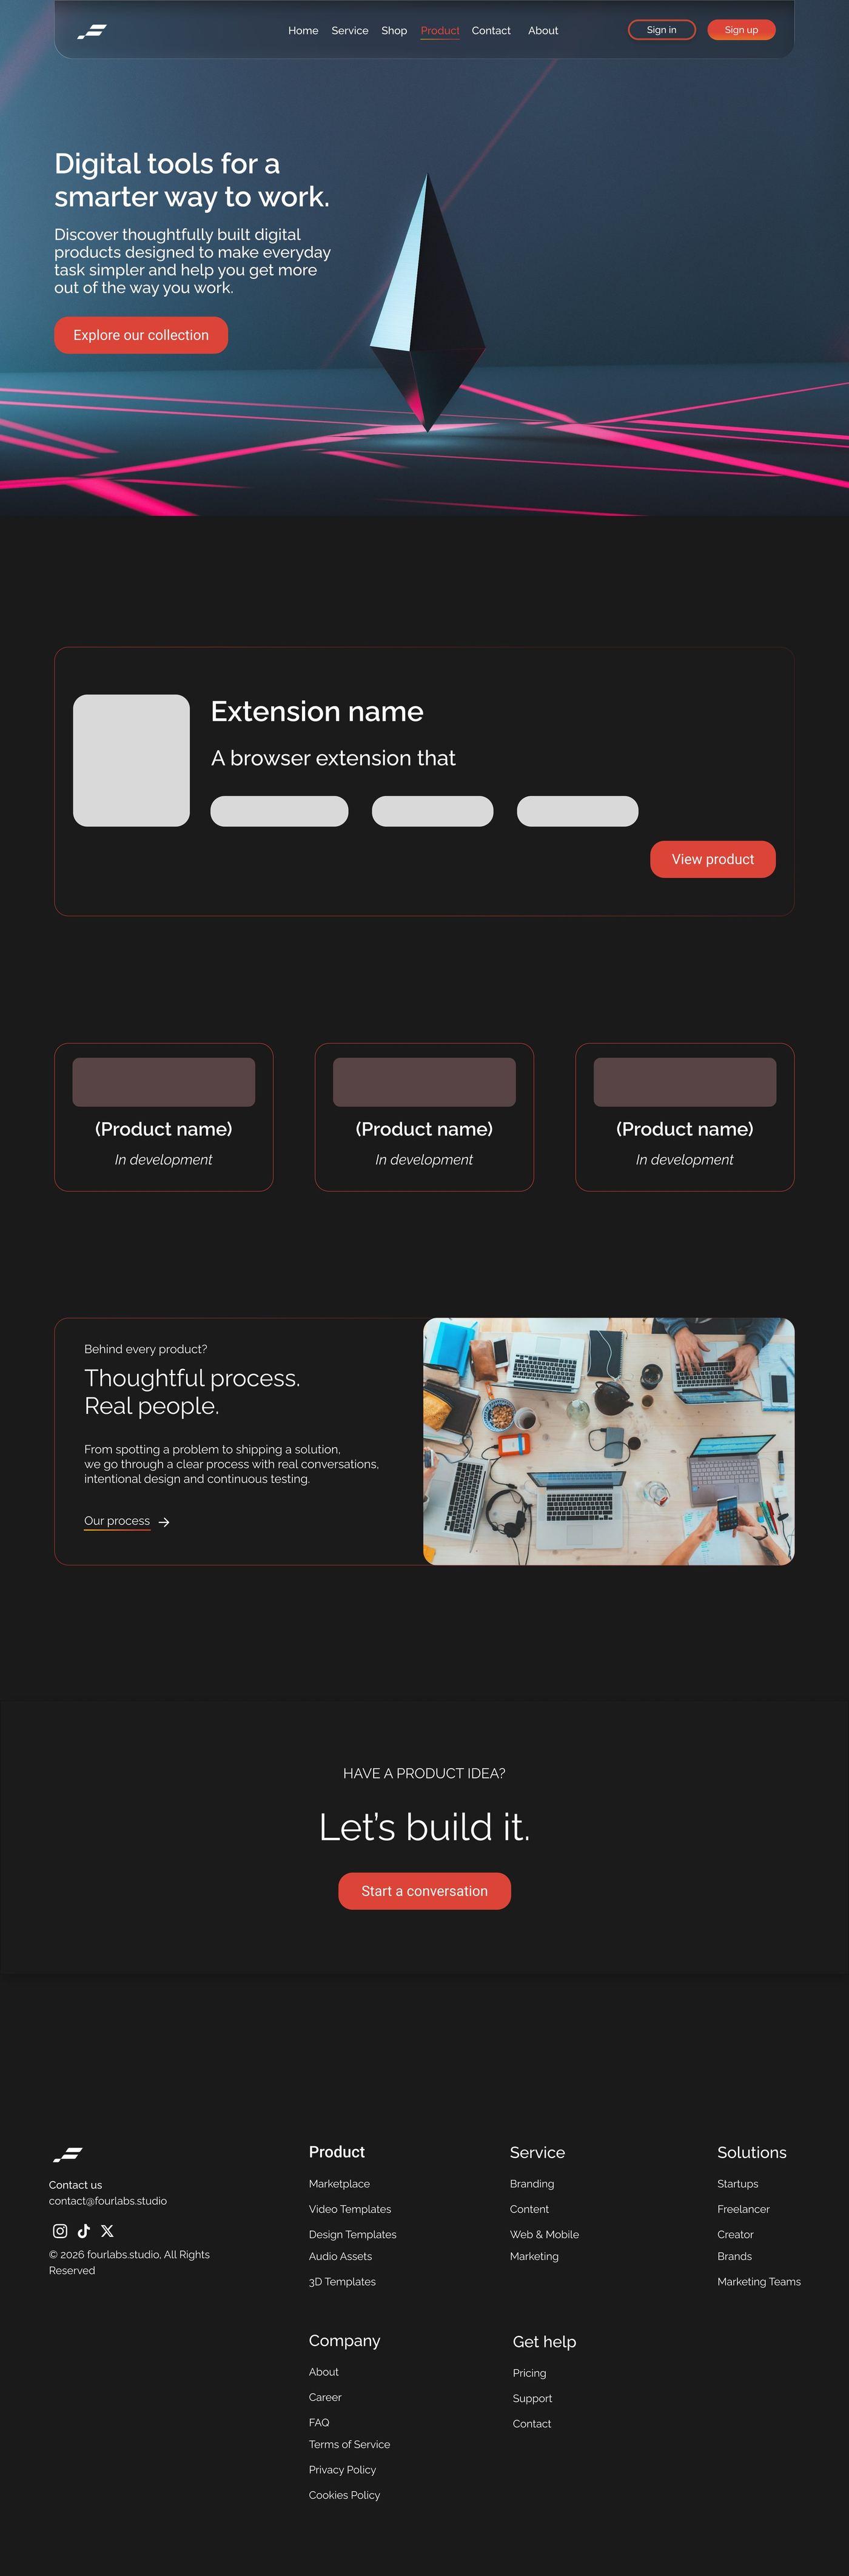 Home Service Shop Product Contact About Sign in Sign up
Digital tools for a
smarter way to work.
Discover thoughtfully built digital
products designed to make everyday
task simpler and help you get more
out of the way you work.
Explore our collection
Extension name
A browser extension that
View product
(Product name)
In development
(Product name)
In development
(Product name)
In development
Behind every product?
Thoughtful process.
Real people.
From spotting a problem to shipping a solution,
we go through a clear process with real conversations,
intentional design and continuous testing.
Our process →
HAVE A PRODUCT IDEA?
Let's build it.
Start a conversation
Contact us
contact@fourlabs.studio
© 2026 fourlabs.studio, All Rights
Reserved
Product
Marketplace
Video Templates
Design Templates
Audio Assets
3D Templates
Service
Branding
Content
Web & Mobile
Marketing
Solutions
Startups
Freelancer
Creator
Brands
Marketing Teams
Company
About
Career
FAQ
Terms of Service
Privacy Policy
Cookies Policy
Get help
Pricing
Support
Contact